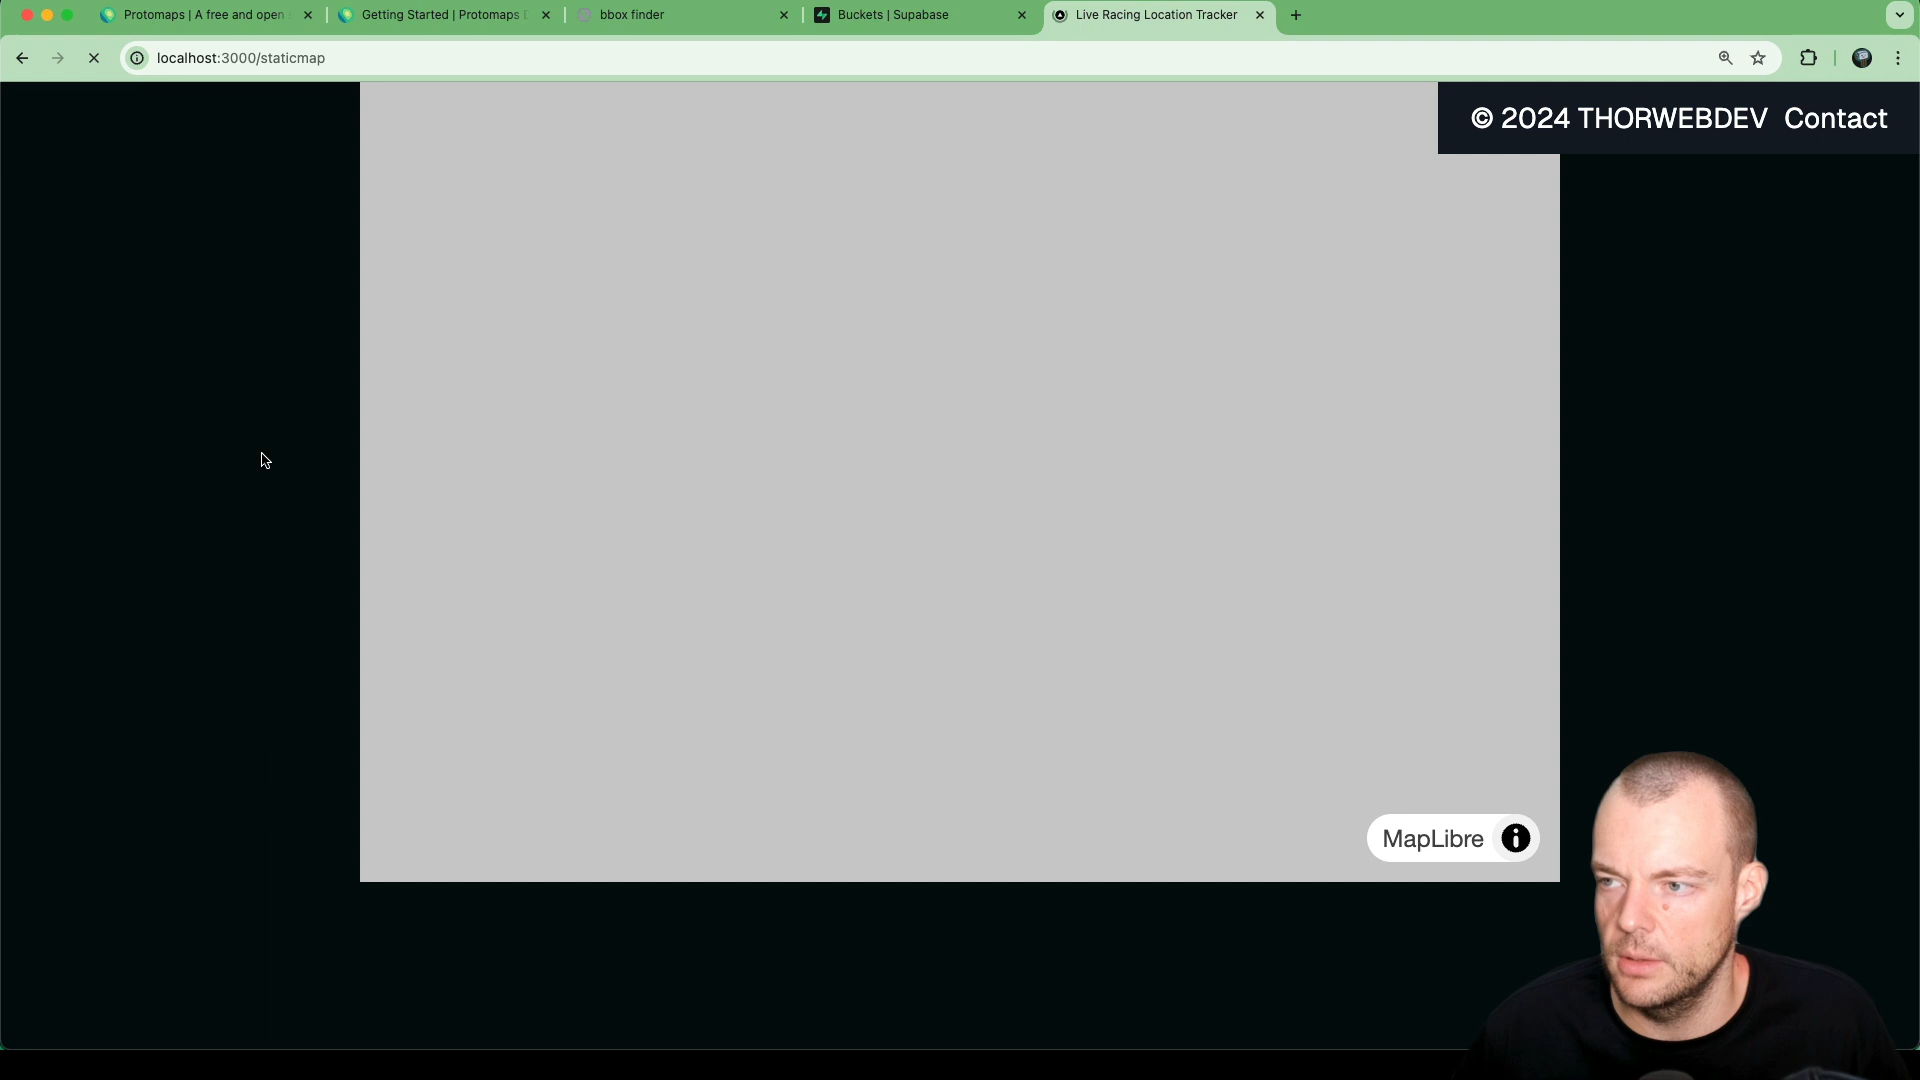 Protomaps | A free and open
Getting Started | Protomaps D
bbox finder
Buckets | Supabase
Live Racing Location Tracker
localhost:3000/staticmap
© 2024 THORWEBDEV Contact
MapLibre